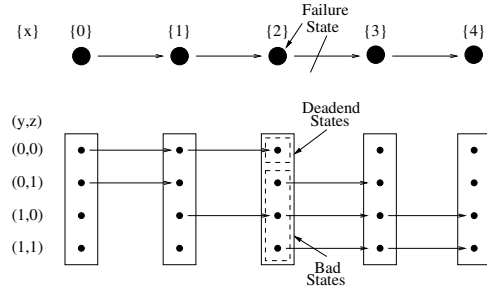 Failure
State
{x} {0} {1} {2} {3} {4}
(y,z)
Deadend
States
(0,0)
(0,1)
(1,0)
(1,1)
Bad
States